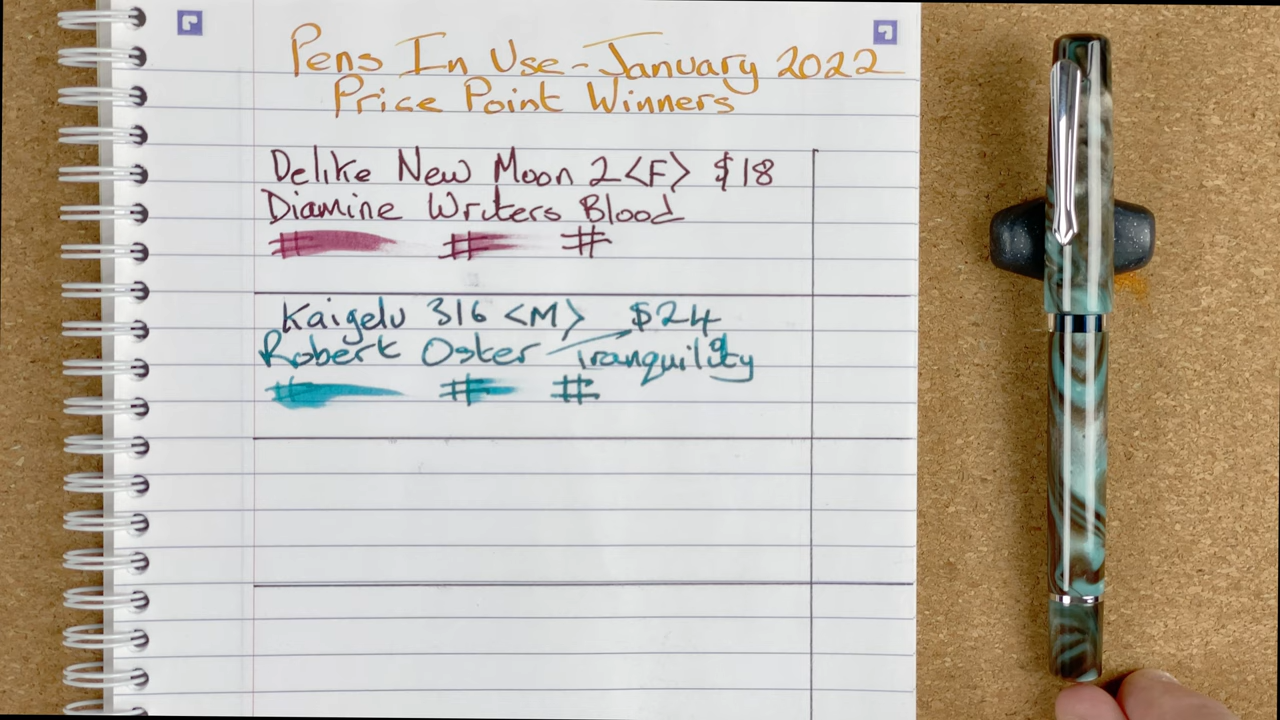 Pens In Use - January 2022
Price Point Winners
Delike New Moon 2 <F> $18
Diamine Writers Blood
# # #
Kaigelu 316 <M> $24
Robert Oster Tranquility
# # #